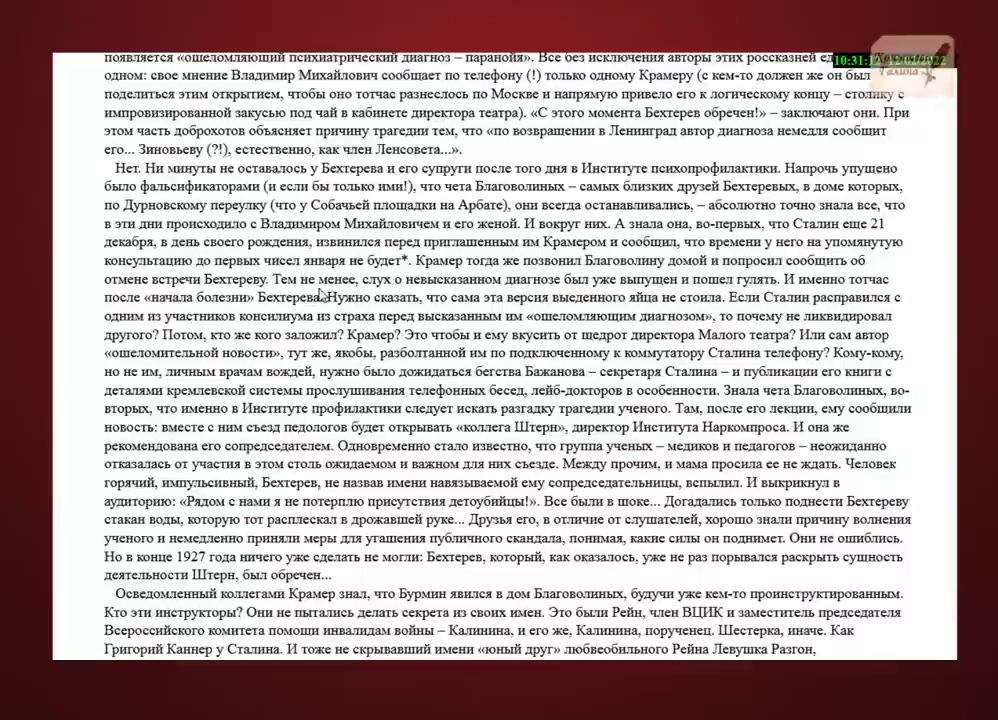 появляется «ошеломляющий психиатрический диагноз – паранойя». Все без исключения авторы этих россказней
10:31:12 12/01/2022
Галина
одном: свое мнение Владимир Михайлович сообщает по телефону (!) только одному Крамеру (с кем-то должен же он был
поделиться этим открытием, чтобы оно тотчас разнеслось по Москве и напрямую привело его к логическому концу – столику с
импровизированной закусью под чай в кабинете директора театра). «С этого момента Бехтерев обречен!» – заключают они. При
этом часть доброхотов объясняет причину трагедии тем, что «по возвращении в Ленинград автор диагноза немедля сообщит
его... Зиновьеву (?!), естественно, как член Ленсовета...».
Нет. Ни минуты не оставалось у Бехтерева и его супруги после того дня в Институте психопрофилактики. Напрочь упущено
было фальсификаторами (и если бы только ими!), что чета Благоволиных – самых близких друзей Бехтеревых, в доме которых,
по Дурновскому переулку (что у Собачьей площадки на Арбате), они всегда останавливались, – абсолютно точно знала все, что
в эти дни происходило с Владимиром Михайловичем и его женой. И вокруг них. А знала она, во-первых, что Сталин еще 21
декабря, в день своего рождения, извинился перед приглашенным им Крамером и сообщил, что времени у него на упомянутую
консультацию до первых чисел января не будет*. Крамер тогда же позвонил Благоволину домой и попросил сообщить об
отмене встречи Бехтереву. Тем не менее, слух о невысказанном диагнозе был уже выпущен и пошел гулять. И именно тотчас
после «начала болезни» Бехтерева. Нужно сказать, что сама эта версия выеденного яйца не стоила. Если Сталин расправился с
одним из участников консилиума из страха перед высказанным им «ошеломляющим диагнозом», то почему не ликвидировал
другого? Потом, кто же кого заложил? Крамер? Это чтобы и ему вкусить от щедрот директора Малого театра? Или сам автор
«ошеломительной новости», тут же, якобы, разболтанной им по подключенному к коммутатору Сталина телефону? Кому-кому,
но не им, личным врачам вождей, нужно было дожидаться бегства Бажанова – секретаря Сталина – и публикации его книги с
деталями кремлевской системы прослушивания телефонных бесед, лейб-докторов в особенности. Знала чета Благоволиных, во-
вторых, что именно в Институте профилактики следует искать разгадку трагедии ученого. Там, после его лекции, ему сообщили
новость: вместе с ним съезд педологов будет открывать «коллега Штерн», директор Института Наркомпроса. И она же
рекомендована его сопредседателем. Одновременно стало известно, что группа ученых – медиков и педагогов – неожиданно
отказалась от участия в этом столь ожидаемом и важном для них съезде. Между прочим, и мама просила ее не ждать. Человек
горячий, импульсивный, Бехтерев, не назвав имени навязываемой ему сопредседательницы, вспылил. И выкрикнул в
аудиторию: «Рядом с нами я не потерплю присутствия детоубийцы!». Все были в шоке... Догадались только поднести Бехтереву
стакан воды, которую тот расплескал в дрожавшей руке... Друзья его, в отличие от слушателей, хорошо знали причину волнения
ученого и немедленно приняли меры для угашения публичного скандала, понимая, какие силы он поднимет. Они не ошиблись.
Но в конце 1927 года ничего уже сделать не могли: Бехтерев, который, как оказалось, уже не раз порывался раскрыть сущность
деятельности Штерн, был обречен...
Осведомленный коллегами Крамер знал, что Бурмин явился в дом Благоволиных, будучи уже кем-то проинструктированным.
Кто эти инструкторы? Они не пытались делать секрета из своих имен. Это были Рейн, член ВЦИК и заместитель председателя
Всероссийского комитета помощи инвалидам войны – Калинина, и его же, Калинина, порученец. Шестерка, иначе. Как
Григорий Каннер у Сталина. И тоже не скрывавший имени «юный друг» любвеобильного Рейна Левушка Разгон,